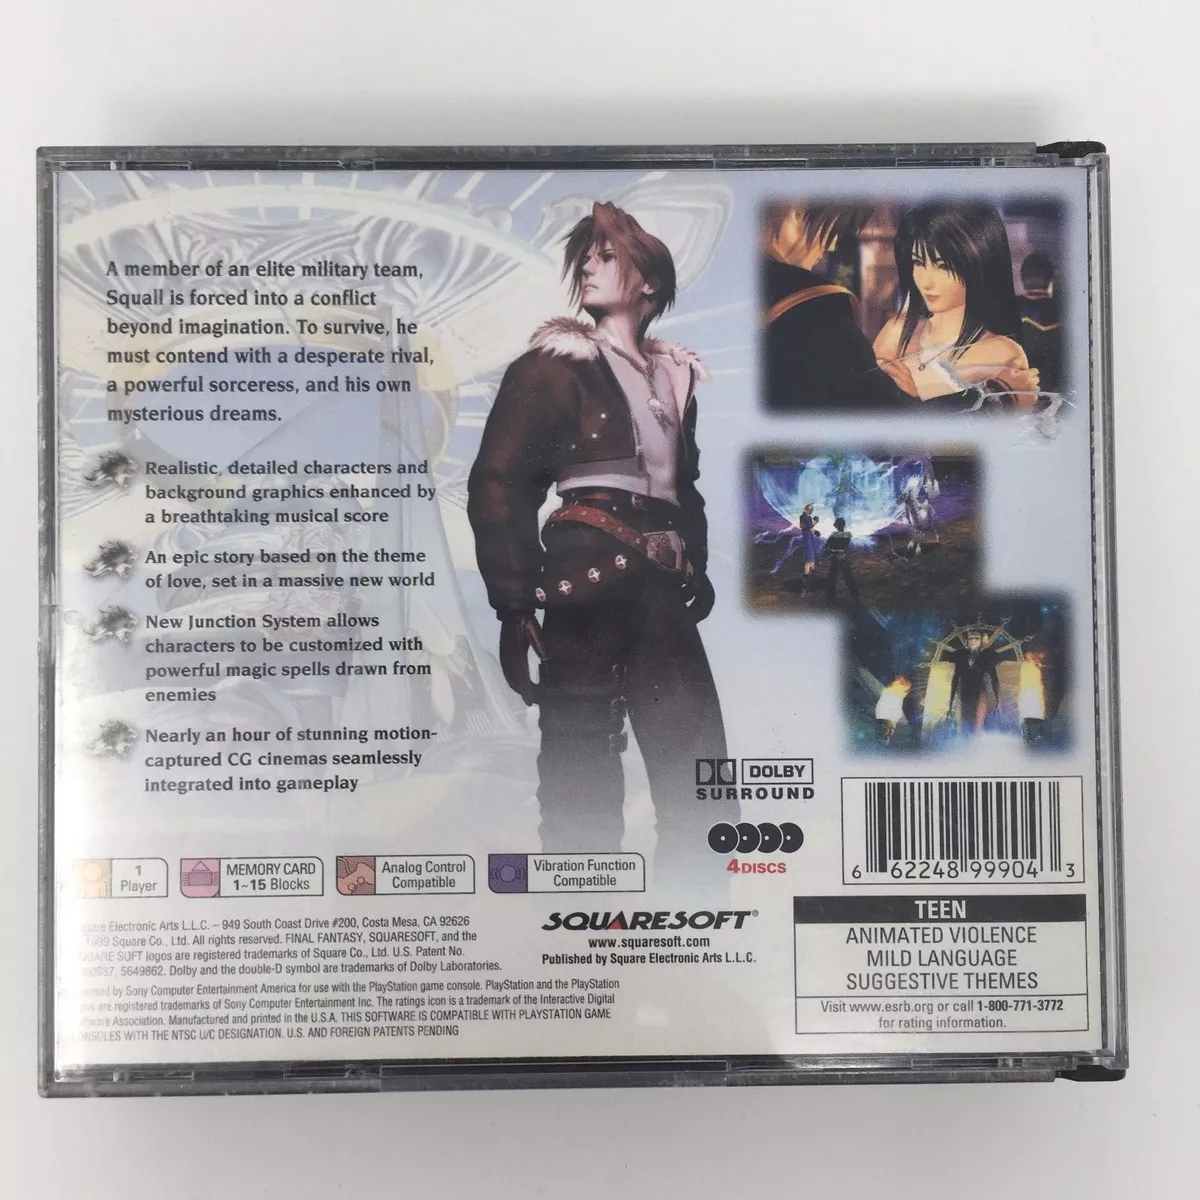 A member of an elite military team,
Squall is forced into a conflict
beyond imagination. To survive, he
must contend with a desperate rival,
a powerful sorceress, and his own
mysterious dreams.
Realistic, detailed characters and
background graphics enhanced by
a breathtaking musical score
An epic story based on the theme
of love, set in a massive new world
New Junction System allows
characters to be customized with
powerful magic spells drawn from
enemies
Nearly an hour of stunning motion-
captured CG cinemas seamlessly
integrated into gameplay
DOLBY
SURROUND
4 DISCS
6 62248 99904 3
1
Player
MEMORY CARD
1~15 Blocks
Analog Control
Compatible
Vibration Function
Compatible
Electronic Arts L.L.C. – 949 South Coast Drive #200, Costa Mesa, CA 92626
1999 Square Co., Ltd. All rights reserved. FINAL FANTASY, SQUARESOFT, and the
SOFT logos are registered trademarks of Square Co., Ltd. U.S. Patent No.
5649862. Dolby and the double-D symbol are trademarks of Dolby Laboratories.
by Sony Computer Entertainment America for use with the PlayStation game console. PlayStation and the PlayStation
are registered trademarks of Sony Computer Entertainment Inc. The ratings icon is a trademark of the Interactive Digital
Association. Manufactured and printed in the U.S.A. THIS SOFTWARE IS COMPATIBLE WITH PLAYSTATION GAME
WITH THE NTSC U/C DESIGNATION. U.S. AND FOREIGN PATENTS PENDING
SQUARESOFT®
www.squaresoft.com
Published by Square Electronic Arts L.L.C.
TEEN
ANIMATED VIOLENCE
MILD LANGUAGE
SUGGESTIVE THEMES
Visit www.esrb.org or call 1-800-771-3772
for rating information.